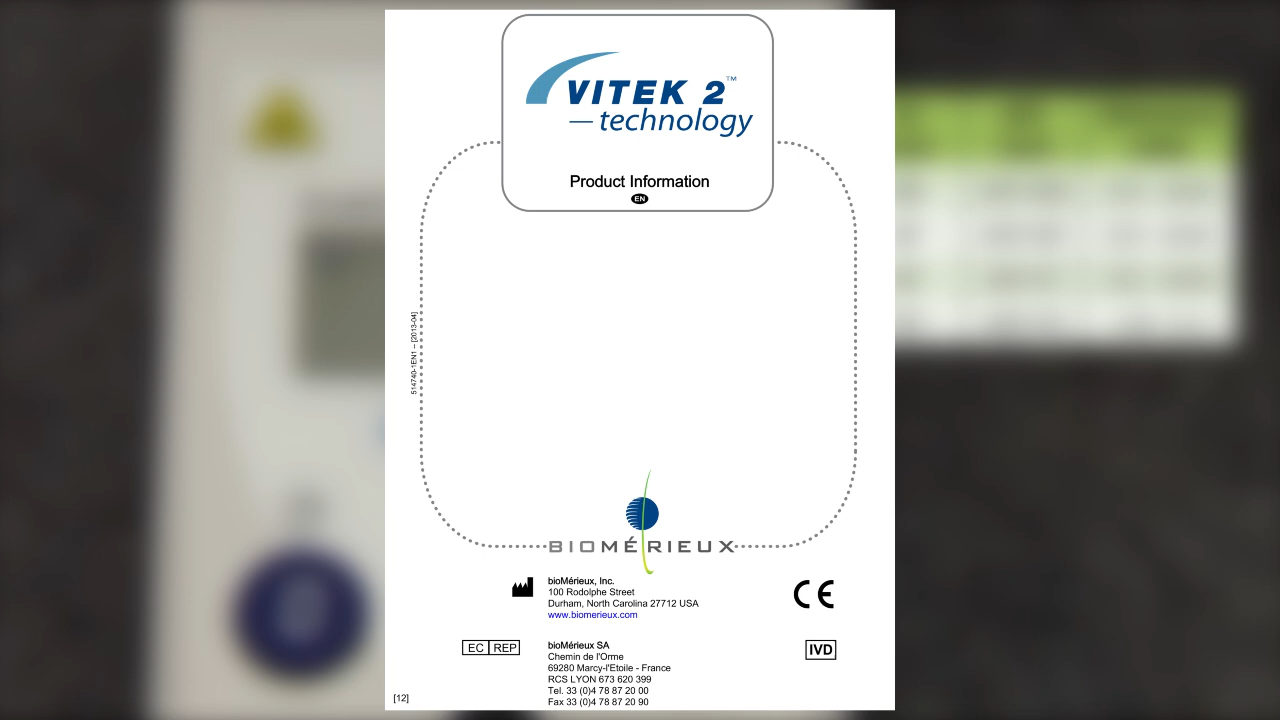 VITEK 2™
technology
Product Information
EN
514740-1EN1 – [2013-04]
BIOMÉRIEUX
bioMérieux, Inc.
100 Rodolphe Street
Durham, North Carolina 27712 USA
www.biomerieux.com
CE
EC REP
bioMérieux SA
Chemin de l'Orme
69280 Marcy-l'Etoile - France
RCS LYON 673 620 399
Tel. 33 (0)4 78 87 20 00
Fax 33 (0)4 78 87 20 90
IVD
[12]